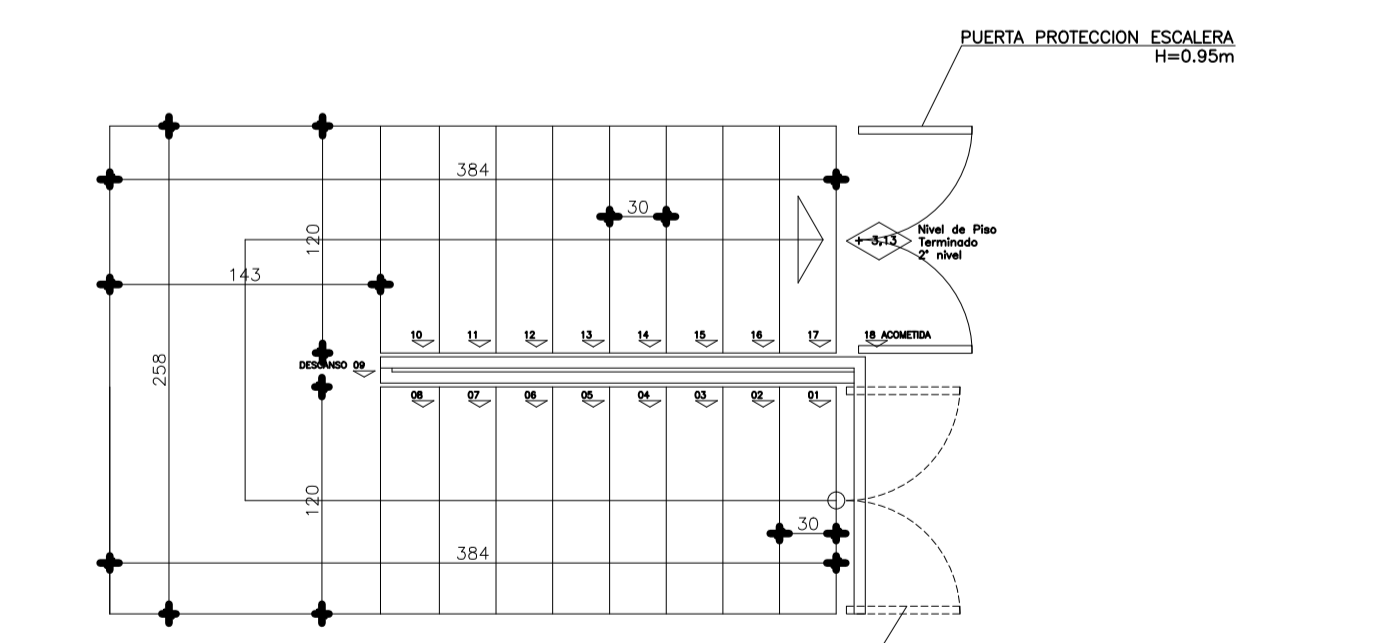 PUERTA PROTECCION ESCALERA
H=0.95m
384
30
120
143
+ 3,13
Nivel de Piso
Terminado
2° nivel
10 11 12 13 14 15 16 17 18 ACOMETIDA
258
DESCANSO 09
08 07 06 05 04 03 02 01
120
30
384